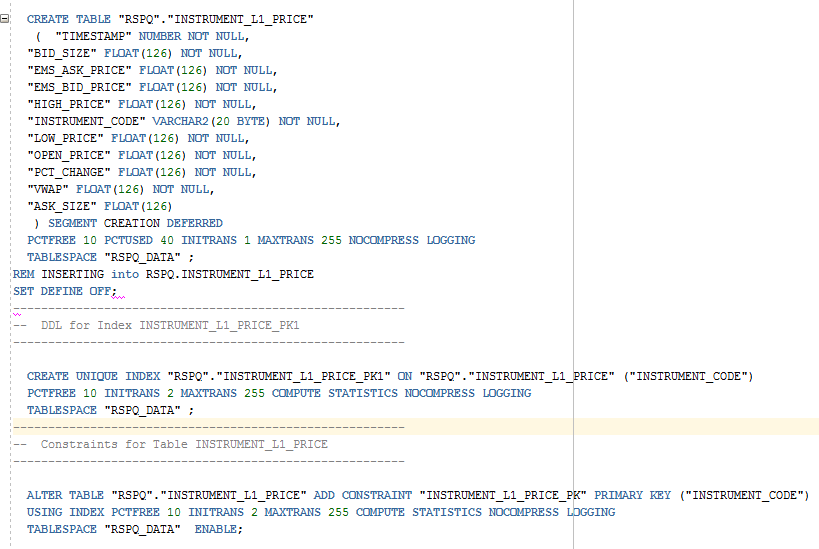 CREATE TABLE "RSPQ"."INSTRUMENT_L1_PRICE"
( "TIMESTAMP" NUMBER NOT NULL,
"BID_SIZE" FLOAT(126) NOT NULL,
"EMS_ASK_PRICE" FLOAT(126) NOT NULL,
"EMS_BID_PRICE" FLOAT(126) NOT NULL,
"HIGH_PRICE" FLOAT(126) NOT NULL,
"INSTRUMENT_CODE" VARCHAR2(20 BYTE) NOT NULL,
"LOW_PRICE" FLOAT(126) NOT NULL,
"OPEN_PRICE" FLOAT(126) NOT NULL,
"PCT_CHANGE" FLOAT(126) NOT NULL,
"VWAP" FLOAT(126) NOT NULL,
"ASK_SIZE" FLOAT(126)
) SEGMENT CREATION DEFERRED
PCTFREE 10 PCTUSED 40 INITRANS 1 MAXTRANS 255 NOCOMPRESS LOGGING
TABLESPACE "RSPQ_DATA" ;
REM INSERTING into RSPQ.INSTRUMENT_L1_PRICE
SET DEFINE OFF;
--------------------------------------------------------
--  DDL for Index INSTRUMENT_L1_PRICE_PK1
--------------------------------------------------------
CREATE UNIQUE INDEX "RSPQ"."INSTRUMENT_L1_PRICE_PK1" ON "RSPQ"."INSTRUMENT_L1_PRICE" ("INSTRUMENT_CODE")
PCTFREE 10 INITRANS 2 MAXTRANS 255 COMPUTE STATISTICS NOCOMPRESS LOGGING
TABLESPACE "RSPQ_DATA" ;
--------------------------------------------------------
--  Constraints for Table INSTRUMENT_L1_PRICE
--------------------------------------------------------
ALTER TABLE "RSPQ"."INSTRUMENT_L1_PRICE" ADD CONSTRAINT "INSTRUMENT_L1_PRICE_PK" PRIMARY KEY ("INSTRUMENT_CODE")
USING INDEX PCTFREE 10 INITRANS 2 MAXTRANS 255 COMPUTE STATISTICS NOCOMPRESS LOGGING
TABLESPACE "RSPQ_DATA"  ENABLE;